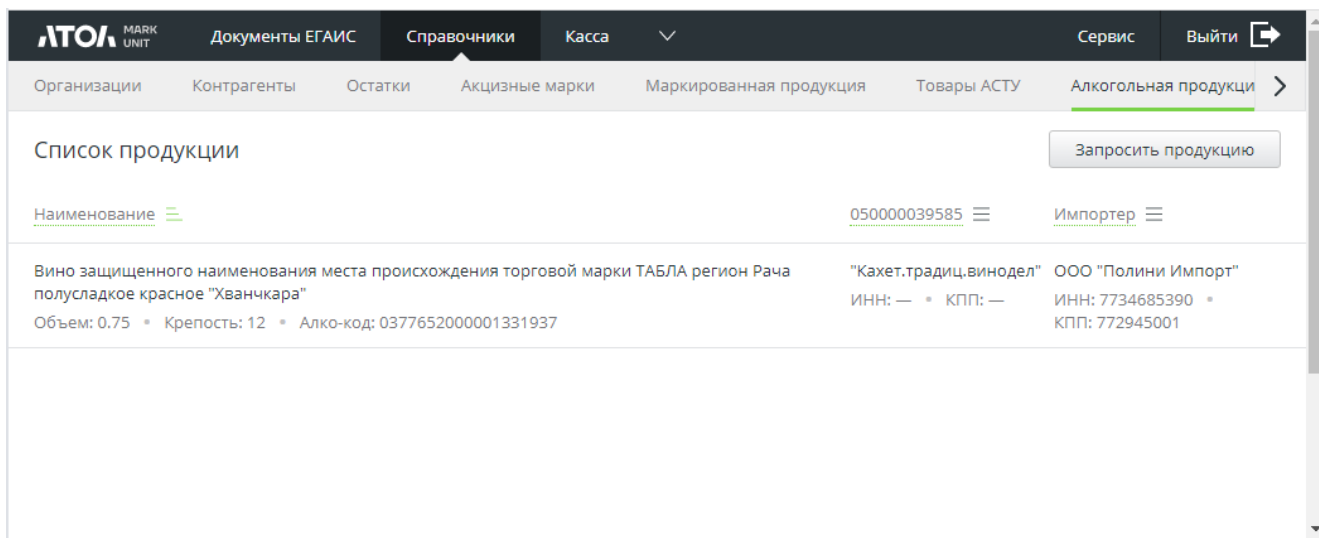 АТОЛ MARK UNIT Документы ЕГАИС Справочники Касса Сервис Выйти
Организации Контрагенты Остатки Акцизные марки Маркированная продукция Товары АСТУ Алкогольная продукци
Список продукции Запросить продукцию
Наименование 050000039585 Импортер
Вино защищенного наименования места происхождения торговой марки ТАБЛА регион Рача "Кахет.традиц.винодел" ООО "Полини Импорт"
полусладкое красное "Хванчкара" ИНН: — • КПП: — ИНН: 7734685390 •
Объем: 0.75 • Крепость: 12 • Алко-код: 0377652000001331937 КПП: 772945001